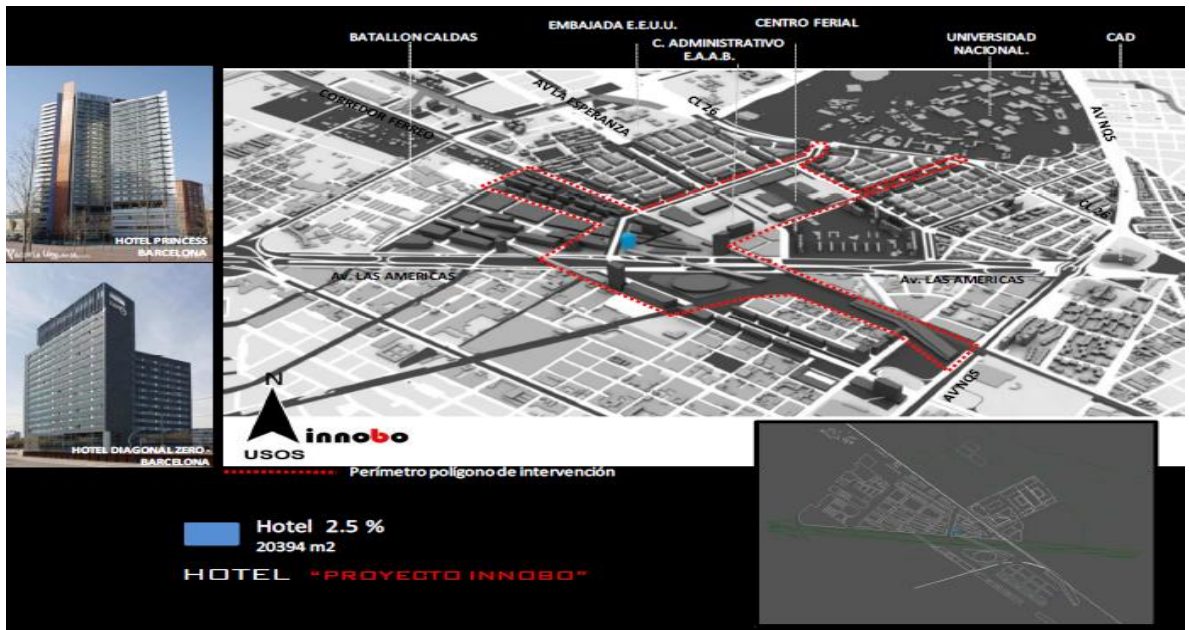 EMBAJADA E.E.U.U.
CENTRO FERIAL
BATALLON CALDAS
C. ADMINISTRATIVO
E.A.A.B.
UNIVERSIDAD
NACIONAL.
CAD
CORREDOR FERREO
AV LA ESPERANZA
CL 26
AV NQS
HOTEL PRINCESS
BARCELONA
Av. LAS AMERICAS
Av. LAS AMERICAS
AV NQS
HOTEL DIAGONAL ZERO -
BARCELONA
N
innobo
USOS
Perímetro polígono de intervención
Hotel 2.5 %
20394 m2
HOTEL "PROYECTO INNOBO"